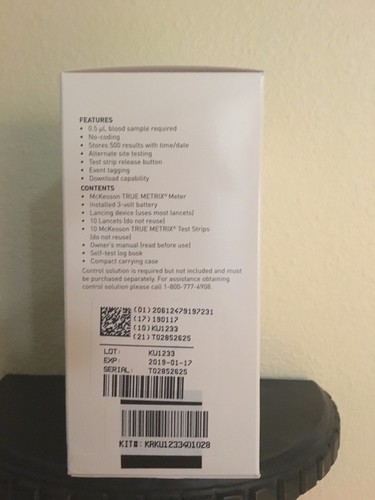 FEATURES
• 0.5 µL blood sample required
• No-coding
• Stores 500 results with time/date
• Alternate site testing
• Test strip release button
• Event tagging
• Download capability
CONTENTS
• McKesson TRUE METRIX® Meter
• Installed 3-volt battery
• Lancing device (uses most lancets)
• 10 Lancets (do not reuse)
• 10 McKesson TRUE METRIX® Test Strips
(do not reuse)
• Owner's manual (read before use)
• Self-test log book
• Compact carrying case
Control solution is required but not included and must
be purchased separately. For assistance obtaining
control solution please call 1-800-777-4908.
(01)20612479197231
(17)190117
(10)KU1233
(21)T02852625
LOT: KU1233
EXP: 2019-01-17
SERIAL: T02852625
KIT#: KRKU1233401028